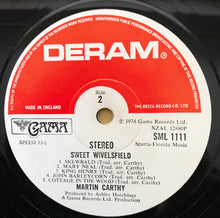 DERAM
MADE IN ENGLAND
THE DECCA RECORD CO LTD
Side
2
GAMA
SPEED 33⅓
STEREO
℗ 1974 Gama Records Ltd.
XZAL 12980P
SML 1111
Sparta-Florida Music
SWEET WIVELSFIELD
1. SKEWBALD (Trad. arr. Carthy)
2. MARY NEAL (Trad. arr. Carthy)
3. KING HENRY (Trad. arr. Carthy)
4. JOHN BARLEYCORN (Trad. arr. Carthy)
5. COTTAGE IN THE WOOD (Trad. arr. Carthy)
MARTIN CARTHY
Produced by Ashley Hutchings
A Gama Records Ltd.